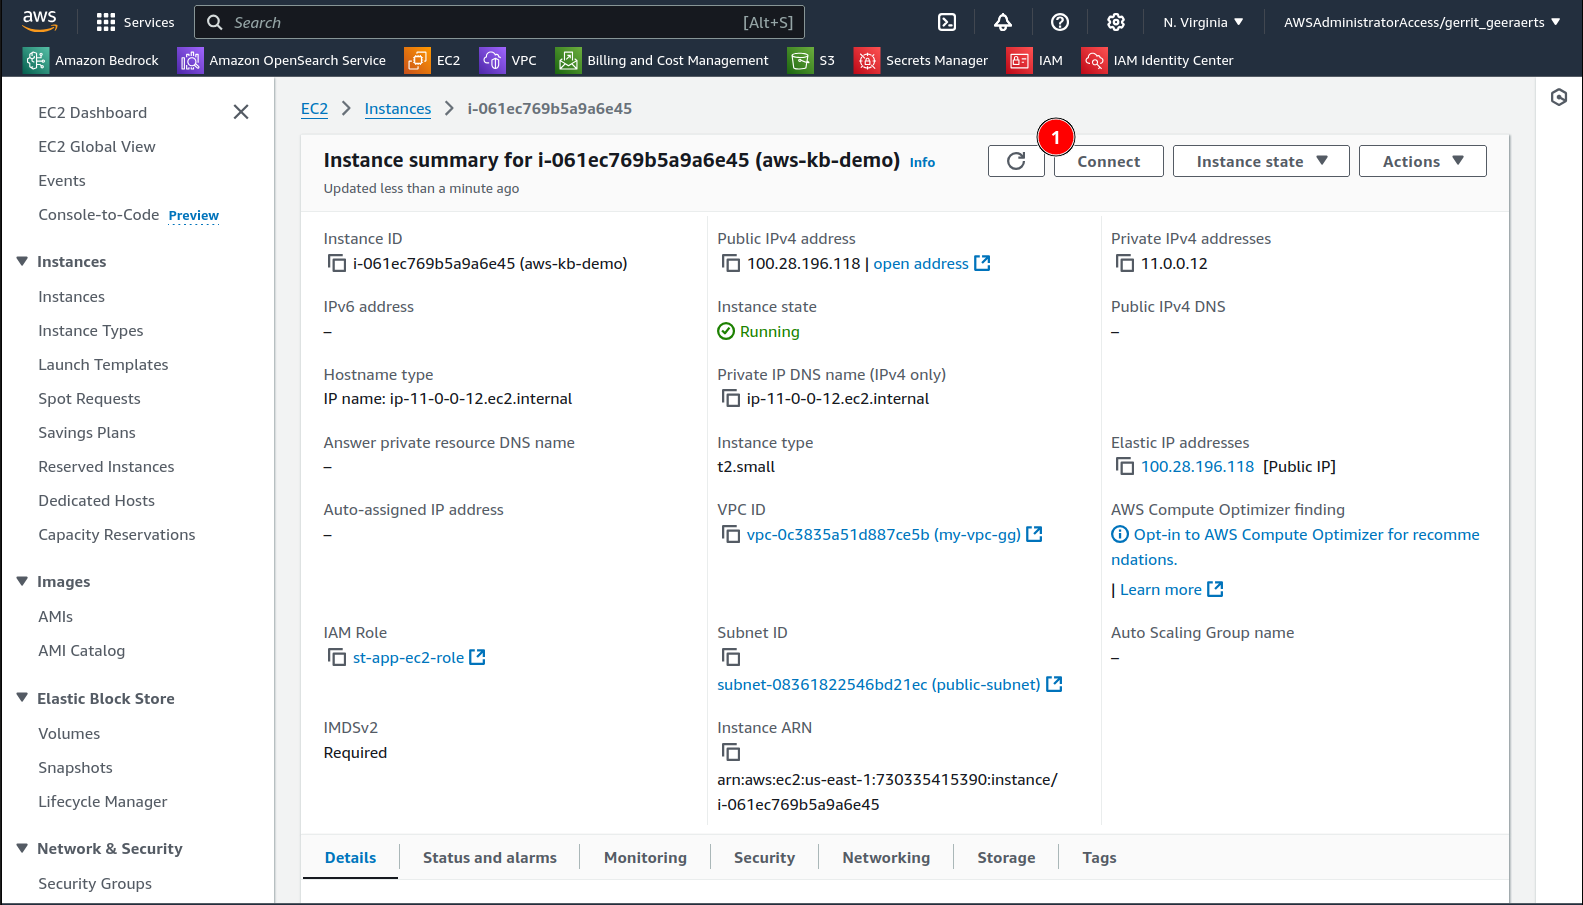 aws
Services
Search
[Alt+S]
N. Virginia
AWSAdministratorAccess/gerrit_geeraerts
Amazon Bedrock
Amazon OpenSearch Service
EC2
VPC
Billing and Cost Management
S3
Secrets Manager
IAM
IAM Identity Center
EC2 Dashboard
EC2 Global View
Events
Console-to-Code Preview
Instances
Instances
Instance Types
Launch Templates
Spot Requests
Savings Plans
Reserved Instances
Dedicated Hosts
Capacity Reservations
Images
AMIs
AMI Catalog
Elastic Block Store
Volumes
Snapshots
Lifecycle Manager
Network & Security
Security Groups
EC2 > Instances > i-061ec769b5a9a6e45
Instance summary for i-061ec769b5a9a6e45 (aws-kb-demo) Info
Updated less than a minute ago
1
Connect
Instance state
Actions
Instance ID
i-061ec769b5a9a6e45 (aws-kb-demo)
Public IPv4 address
100.28.196.118 | open address
Private IPv4 addresses
11.0.0.12
IPv6 address
–
Instance state
Running
Public IPv4 DNS
–
Hostname type
IP name: ip-11-0-0-12.ec2.internal
Private IP DNS name (IPv4 only)
ip-11-0-0-12.ec2.internal
Answer private resource DNS name
–
Instance type
t2.small
Elastic IP addresses
100.28.196.118 [Public IP]
Auto-assigned IP address
–
VPC ID
vpc-0c3835a51d887ce5b (my-vpc-gg)
AWS Compute Optimizer finding
Opt-in to AWS Compute Optimizer for recomme
ndations.
| Learn more
IAM Role
st-app-ec2-role
Subnet ID
subnet-08361822546bd21ec (public-subnet)
Auto Scaling Group name
–
IMDSv2
Required
Instance ARN
arn:aws:ec2:us-east-1:730335415390:instance/
i-061ec769b5a9a6e45
Details
Status and alarms
Monitoring
Security
Networking
Storage
Tags